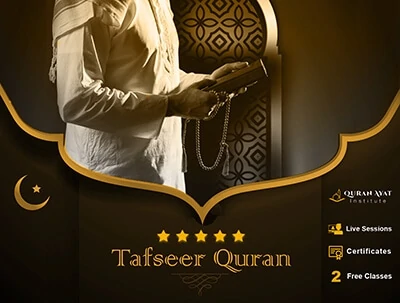 QURAN AYAT
Institute
Live Sessions
Tafseer Quran
Certificates
2 Free Classes